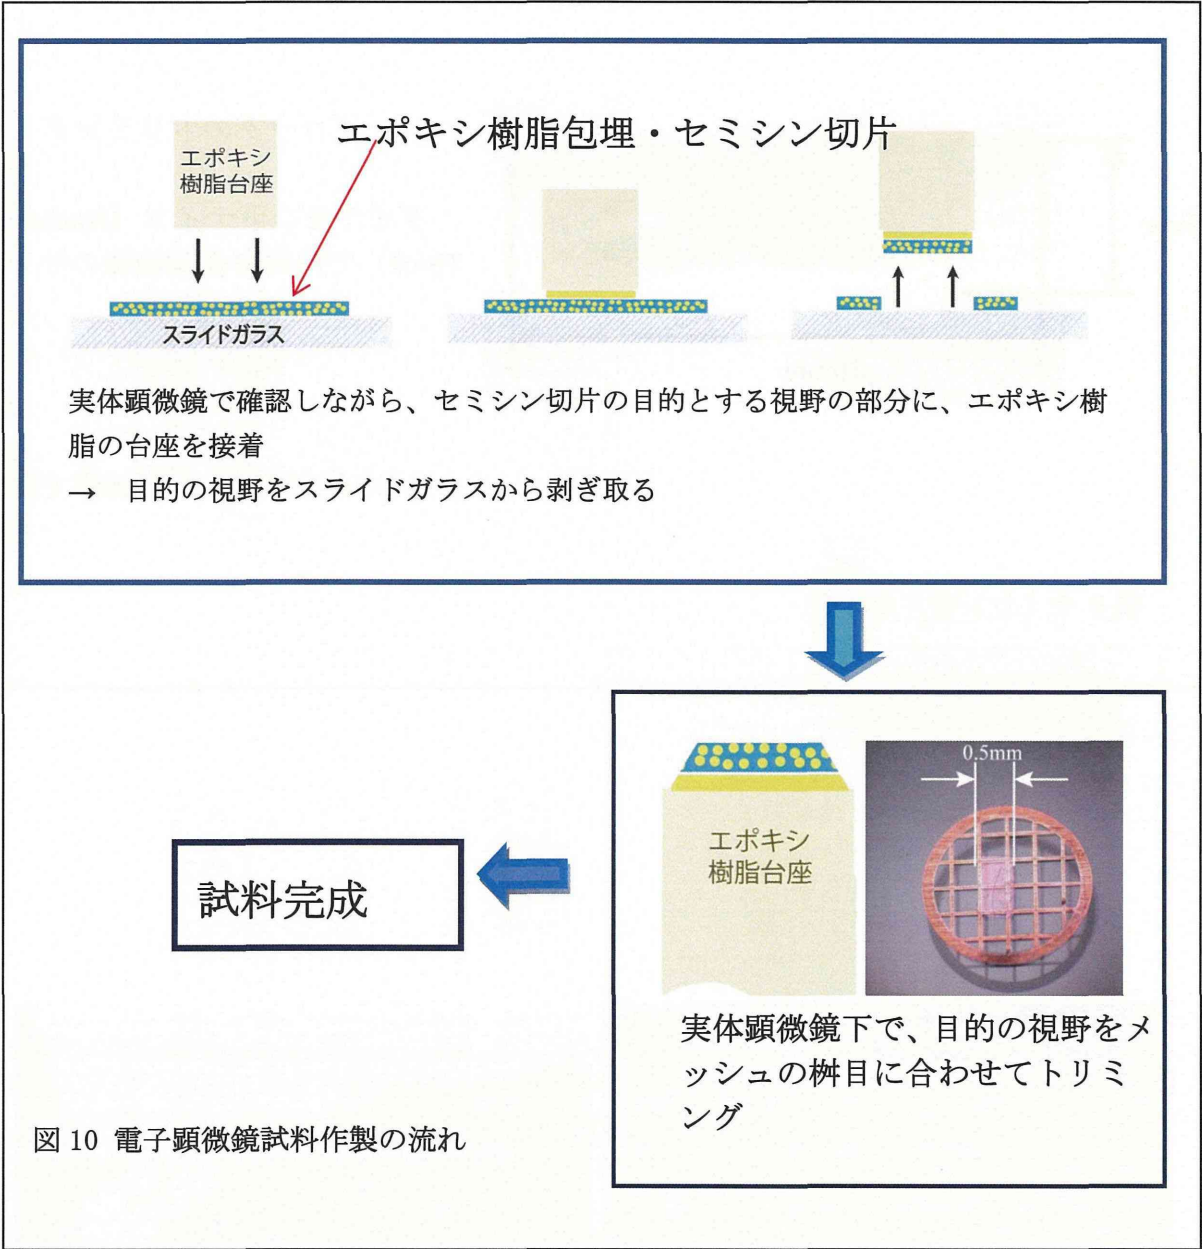 エポキシ樹脂包埋・セミシン切片
エポキシ
樹脂台座
スライドガラス
実体顕微鏡で確認しながら、セミシン切片の目的とする視野の部分に、エポキシ樹
脂の台座を接着
→ 目的の視野をスライドガラスから剥ぎ取る
エポキシ
樹脂台座
0.5mm
実体顕微鏡下で、目的の視野をメ
ッシュの桝目に合わせてトリミ
ング
試料完成
図 10 電子顕微鏡試料作製の流れ